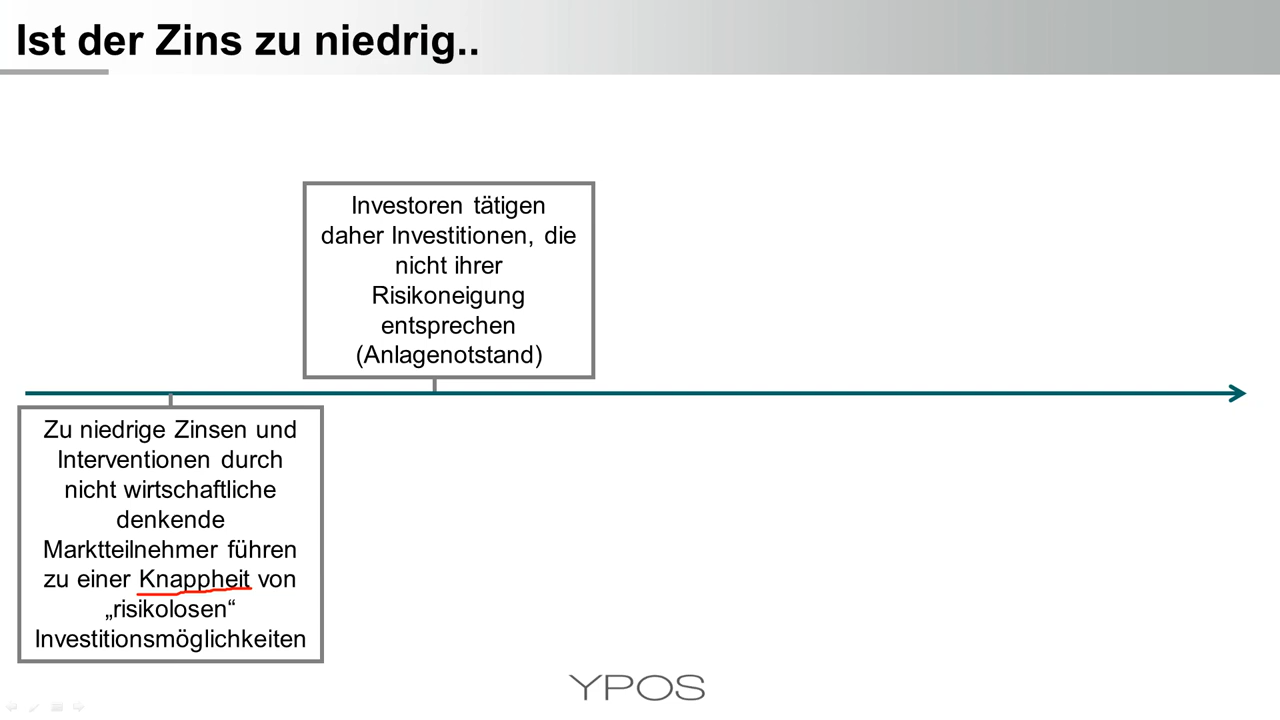 Ist der Zins zu niedrig..
Investoren tätigen
daher Investitionen, die
nicht ihrer
Risikoneigung
entsprechen
(Anlagenotstand)
Zu niedrige Zinsen und
Interventionen durch
nicht wirtschaftliche
denkende
Marktteilnehmer führen
zu einer Knappheit von
„risikolosen“
Investitionsmöglichkeiten
YPOS